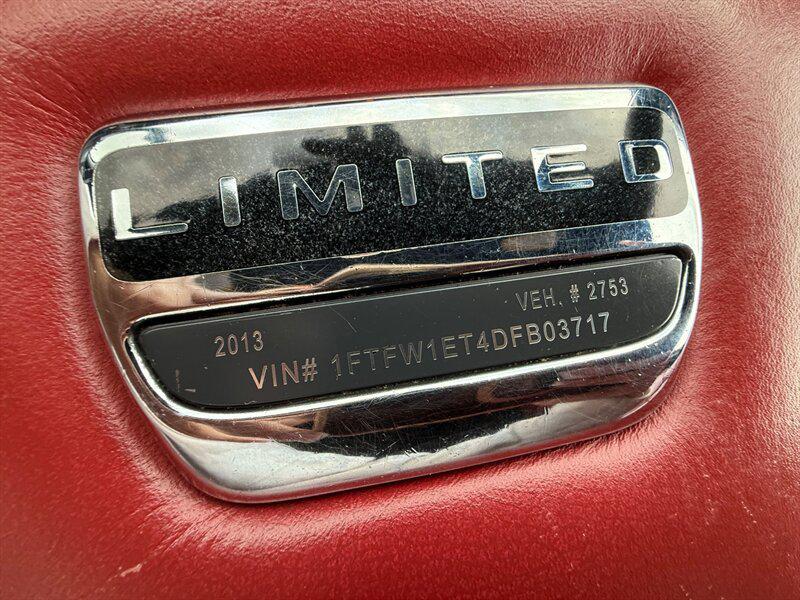 LIMITED
2013 VEH. # 2753
VIN# 1FTFW1ET4DFB03717